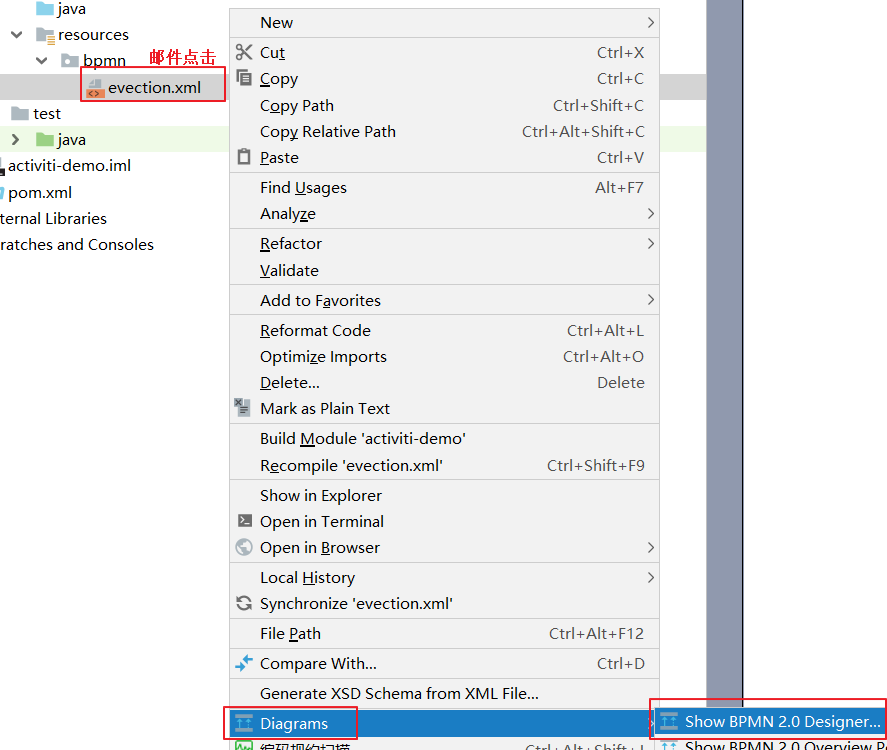 java
resources
bpmn
邮件点击
evection.xml
test
java
activiti-demo.iml
pom.xml
ternal Libraries
ratches and Consoles
New
Cut Ctrl+X
Copy Ctrl+C
Copy Path Ctrl+Shift+C
Copy Relative Path Ctrl+Alt+Shift+C
Paste Ctrl+V
Find Usages Alt+F7
Analyze
Refactor
Validate
Add to Favorites
Reformat Code Ctrl+Alt+L
Optimize Imports Ctrl+Alt+O
Delete... Delete
Mark as Plain Text
Build Module 'activiti-demo'
Recompile 'evection.xml' Ctrl+Shift+F9
Show in Explorer
Open in Terminal
Open in Browser
Local History
Synchronize 'evection.xml'
File Path Ctrl+Alt+F12
Compare With... Ctrl+D
Generate XSD Schema from XML File...
Diagrams
Show BPMN 2.0 Designer...
编码规约扫描 Ctrl+Alt+Shift+J
Show BPMN 2.0 Overview